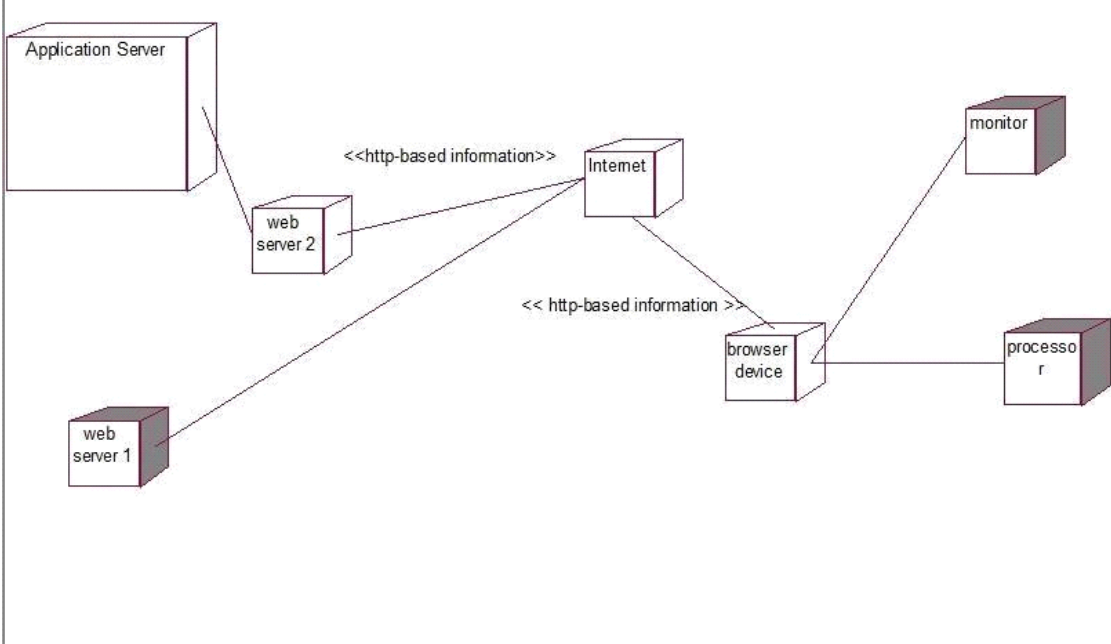 Application Server
<<http-based information>>
Internet
monitor
web
server 2
<< http-based information >>
browser
device
processo
r
web
server 1